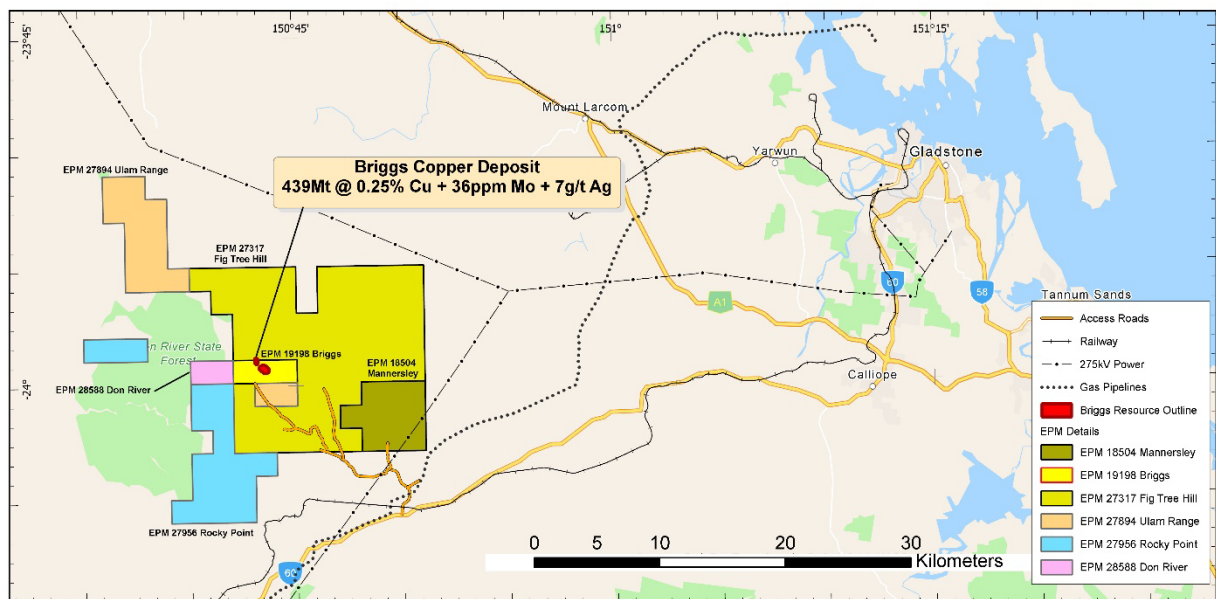 -23°45'
150°45'
151°
151°15'
Mount Larcom
Yarwun
Gladstone
Briggs Copper Deposit
439Mt @ 0.25% Cu + 36ppm Mo + 7g/t Ag
EPM 27894 Ulam Range
EPM 27317
Fig Tree Hill
A1
60
58
Tannum Sands
n River State
Forest
EPM 19198 Briggs
EPM 18504
Mannersley
EPM 28588 Don River
-24°
Calliope
EPM 27956 Rocky Point
60
0 5 10 20 30
Kilometers
Access Roads
Railway
275kV Power
Gas Pipelines
Briggs Resource Outline
EPM Details
EPM 18504 Mannersley
EPM 19198 Briggs
EPM 27317 Fig Tree Hill
EPM 27894 Ulam Range
EPM 27956 Rocky Point
EPM 28588 Don River